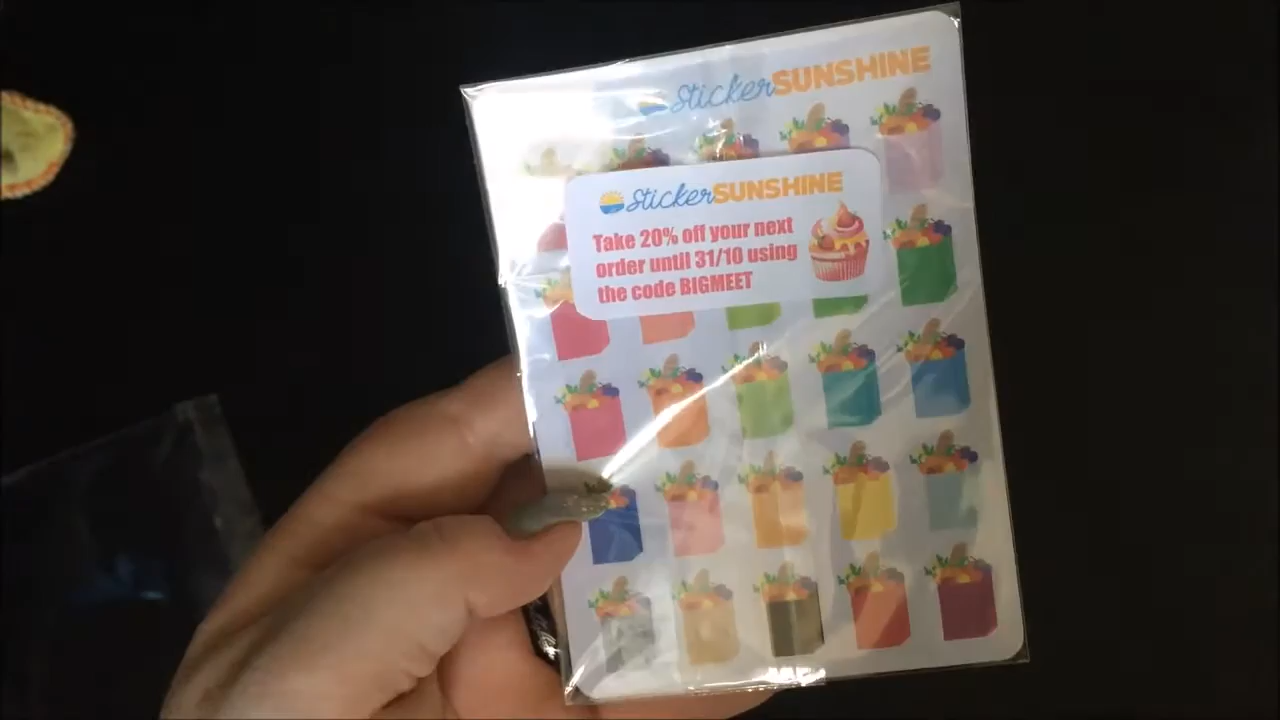 StickerSUNSHINE
StickerSUNSHINE
Take 20% off your next
order until 31/10 using
the code BIGMEET